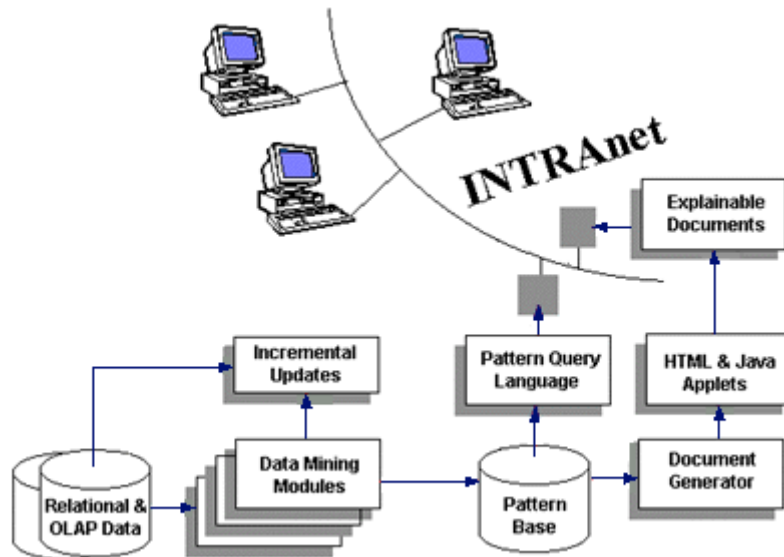 INTRAnet
Explainable
Documents
Incremental
Updates
Pattern Query
Language
HTML & Java
Applets
Relational &
OLAP Data
Data Mining
Modules
Pattern
Base
Document
Generator